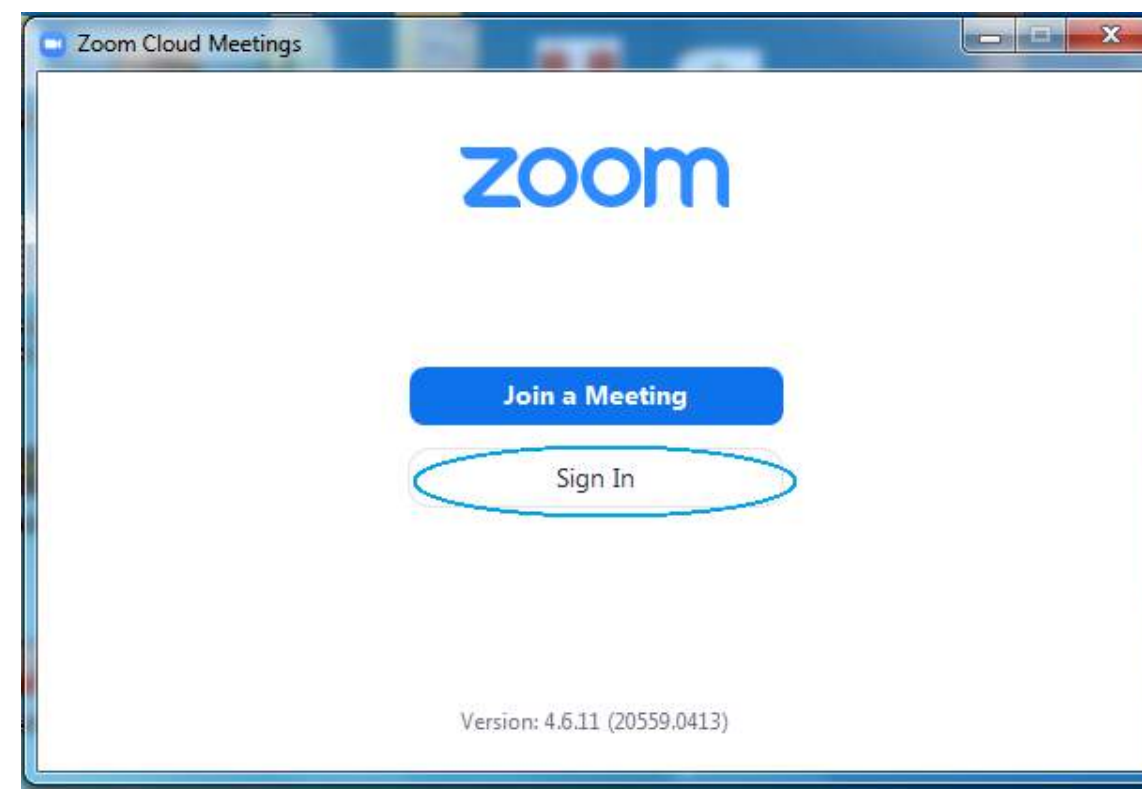 Zoom Cloud Meetings
zoom
Join a Meeting
Sign In
Version: 4.6.11 (20559.0413)